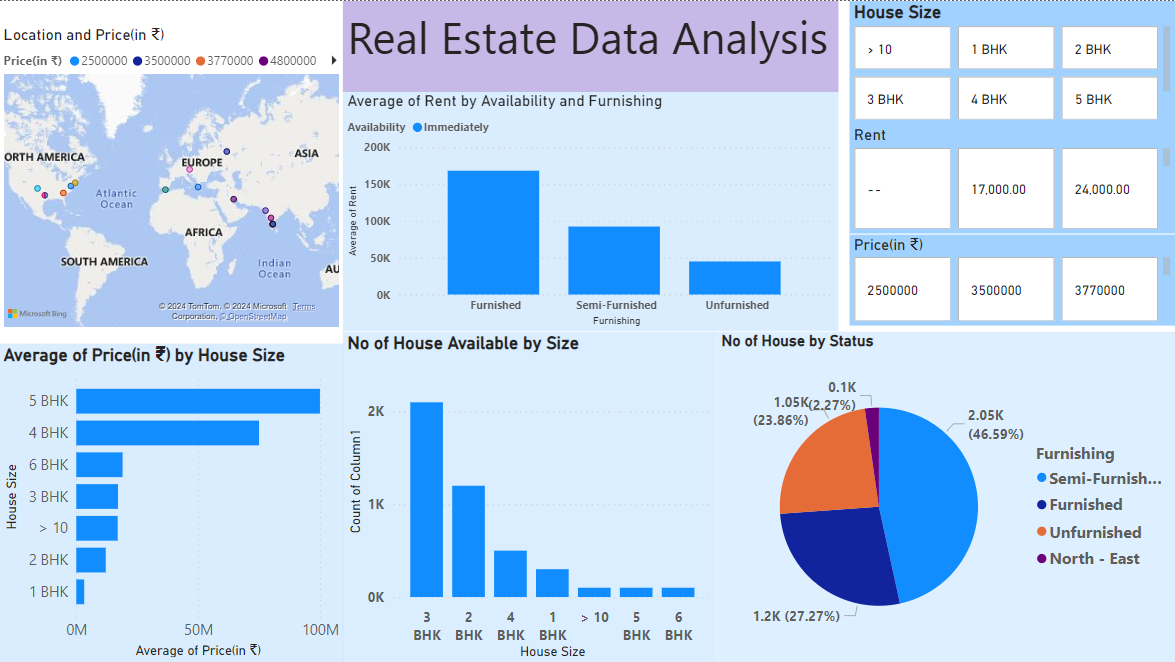 Location and Price(in ₹)
Price(in ₹) 2500000 3500000 3770000 4800000
ORTH AMERICA
EUROPE
ASIA
Atlantic
Ocean
AFRICA
SOUTH AMERICA
Indian
Ocean
AU
© 2024 TomTom, © 2024 Microsoft Terms
Corporation, © OpenStreetMap
Microsoft Bing
Real Estate Data Analysis
Average of Rent by Availability and Furnishing
Availability Immediately
Average of Rent
200K
150K
100K
50K
0K
Furnished Semi-Furnished Unfurnished
Furnishing
House Size
> 10 1 BHK 2 BHK
3 BHK 4 BHK 5 BHK
Rent
-- 17,000.00 24,000.00
Price(in ₹)
2500000 3500000 3770000
Average of Price(in ₹) by House Size
House Size
5 BHK
4 BHK
6 BHK
3 BHK
> 10
2 BHK
1 BHK
0M 50M 100M
Average of Price(in ₹)
No of House Available by Size
Count of Column1
2K
1K
0K
3 BHK
2 BHK
4 BHK
1 BHK
> 10
5 BHK
6 BHK
House Size
No of House by Status
0.1K
(2.27%)
1.05K
(23.86%)
2.05K
(46.59%)
1.2K (27.27%)
Furnishing
Semi-Furnish...
Furnished
Unfurnished
North - East